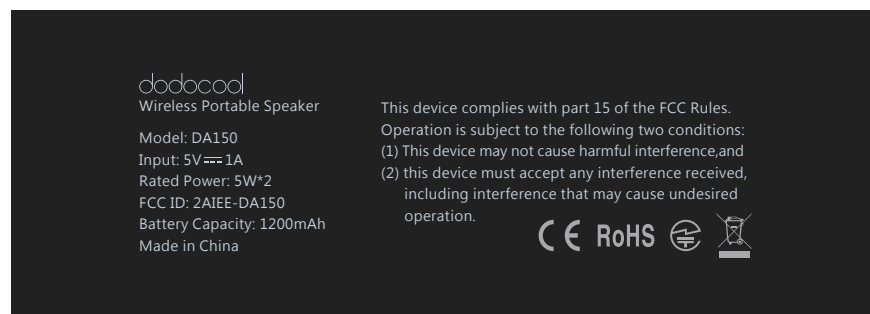 dodocool
Wireless Portable Speaker
Model: DA150
Input: 5V⎓1A
Rated Power: 5W*2
FCC ID: 2AIEE-DA150
Battery Capacity: 1200mAh
Made in China
This device complies with part 15 of the FCC Rules.
Operation is subject to the following two conditions:
(1) This device may not cause harmful interference,and
(2) this device must accept any interference received,
including interference that may cause undesired
operation.
CE RoHS